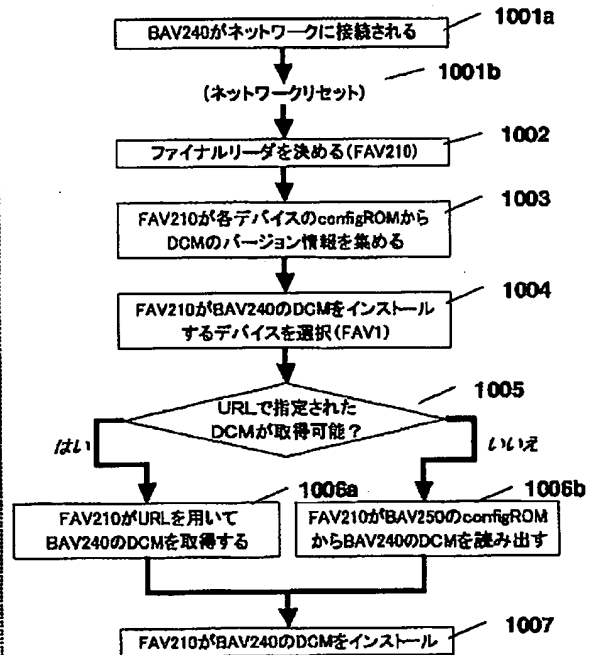 BAV240がネットワークに接続される
1001a
(ネットワークリセット)
1001b
ファイナルリーダを決める(FAV210)
1002
FAV210が各デバイスのconfigROMから
DCMのバージョン情報を集める
1003
FAV210がBAV240のDCMをインストール
するデバイスを選択(FAV1)
1004
URLで指定された
DCMが取得可能？
1005
はい
いいえ
FAV210がURLを用いて
BAV240のDCMを取得する
1006a
FAV210がBAV250のconfigROM
からBAV240のDCMを読み出す
1006b
FAV210がBAV240のDCMをインストール
1007